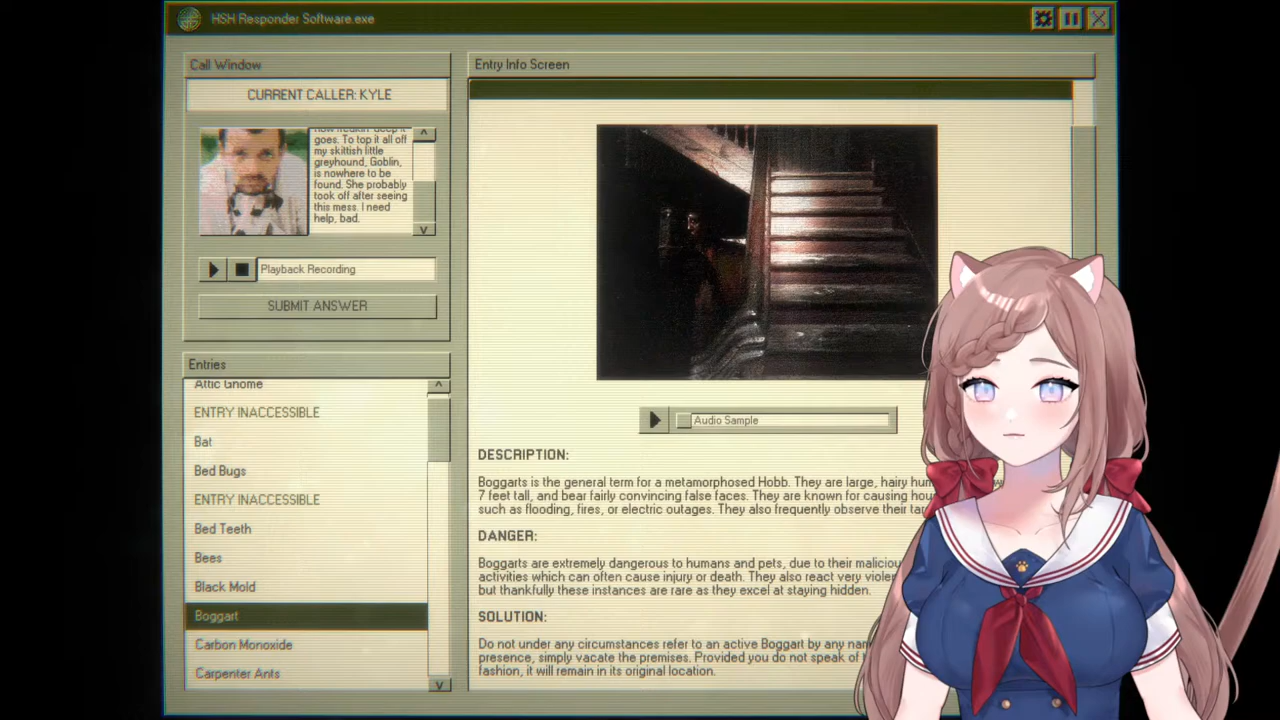 HSH Responder Software.exe
Call Window
CURRENT CALLER: KYLE
goes. To top it all off
my skittish little
greyhound, Goblin,
is nowhere to be
found. She probably
took off after seeing
this mess. I need
help, bad.
Playback Recording
SUBMIT ANSWER
Entries
Attic Gnome
ENTRY INACCESSIBLE
Bat
Bed Bugs
ENTRY INACCESSIBLE
Bed Teeth
Bees
Black Mold
Boggart
Carbon Monoxide
Carpenter Ants
Entry Info Screen
Audio Sample
DESCRIPTION:
Boggarts is the general term for a metamorphosed Hobb. They are large, hairy
7 feet tall, and bear fairly convincing false faces. They are known for causing
such as flooding, fires, or electric outages. They also frequently observe their
DANGER:
Boggarts are extremely dangerous to humans and pets, due to their
activities which can often cause injury or death. They also react very
but thankfully these instances are rare as they excel at staying hidden.
SOLUTION:
Do not under any circumstances refer to an active Boggart by any
presence, simply vacate the premises. Provided you do not speak of
fashion, it will remain in its original location.